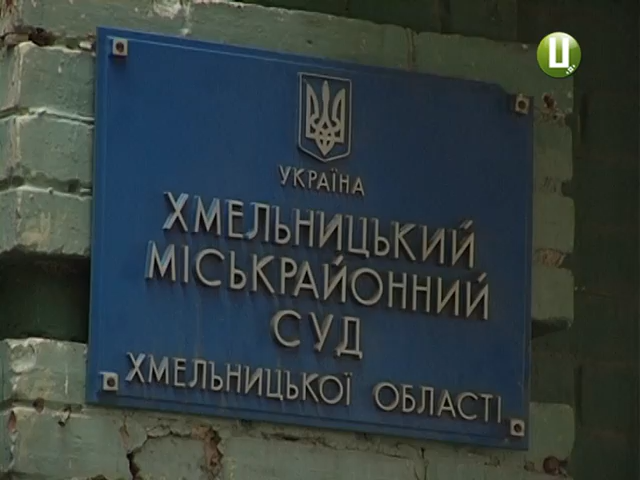 Ц
УКРАЇНА
ХМЕЛЬНИЦЬКИЙ
МІСЬКРАЙОННИЙ
СУД
ХМЕЛЬНИЦЬКОЇ ОБЛАСТІ